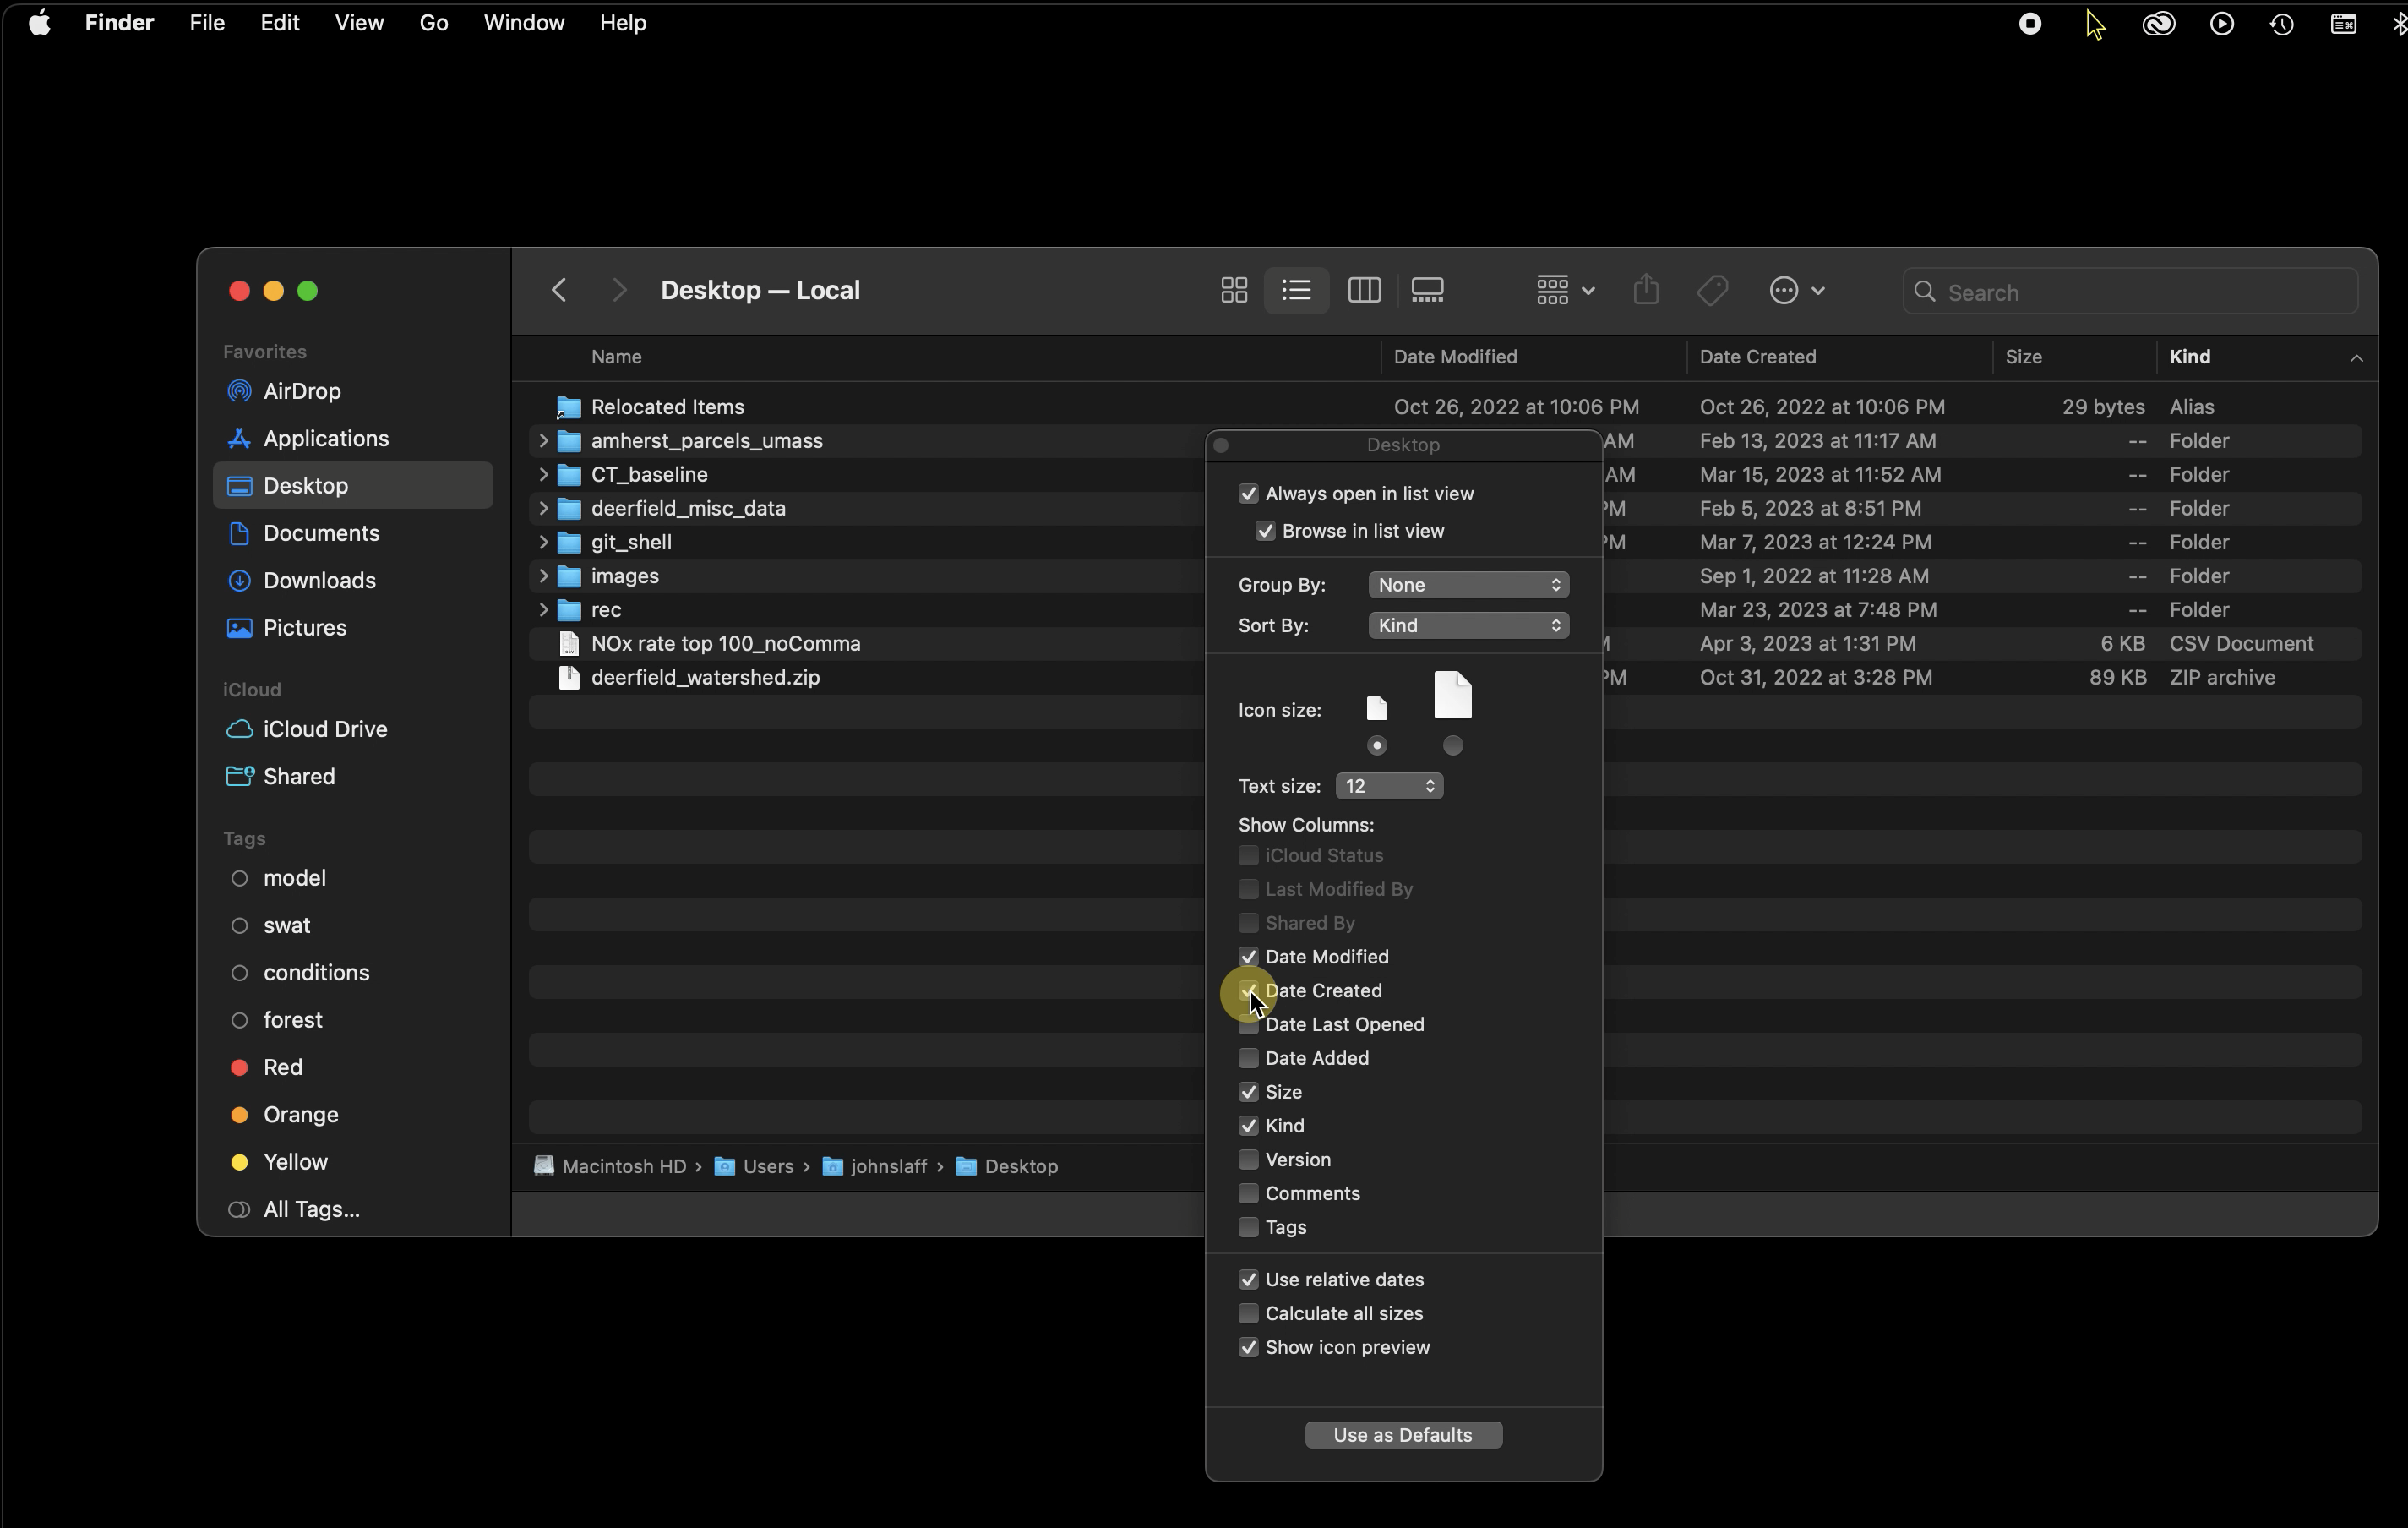 Finder File Edit View Go Window Help
Desktop — Local
Search
Favorites
AirDrop
Applications
Desktop
Documents
Downloads
Pictures
iCloud
iCloud Drive
Shared
Tags
model
swat
conditions
forest
Red
Orange
Yellow
All Tags...
Name Date Modified Date Created Size Kind
Relocated Items Oct 26, 2022 at 10:06 PM Oct 26, 2022 at 10:06 PM 29 bytes Alias
amherst_parcels_umass AM Feb 13, 2023 at 11:17 AM -- Folder
CT_baseline AM Mar 15, 2023 at 11:52 AM -- Folder
deerfield_misc_data PM Feb 5, 2023 at 8:51 PM -- Folder
git_shell PM Mar 7, 2023 at 12:24 PM -- Folder
images Sep 1, 2022 at 11:28 AM -- Folder
rec Mar 23, 2023 at 7:48 PM -- Folder
NOx rate top 100_noComma Apr 3, 2023 at 1:31 PM 6 KB CSV Document
deerfield_watershed.zip PM Oct 31, 2022 at 3:28 PM 89 KB ZIP archive
Macintosh HD › Users › johnslaff › Desktop
Desktop
Always open in list view
Browse in list view
Group By: None
Sort By: Kind
Icon size:
Text size: 12
Show Columns:
iCloud Status
Last Modified By
Shared By
Date Modified
Date Created
Date Last Opened
Date Added
Size
Kind
Version
Comments
Tags
Use relative dates
Calculate all sizes
Show icon preview
Use as Defaults